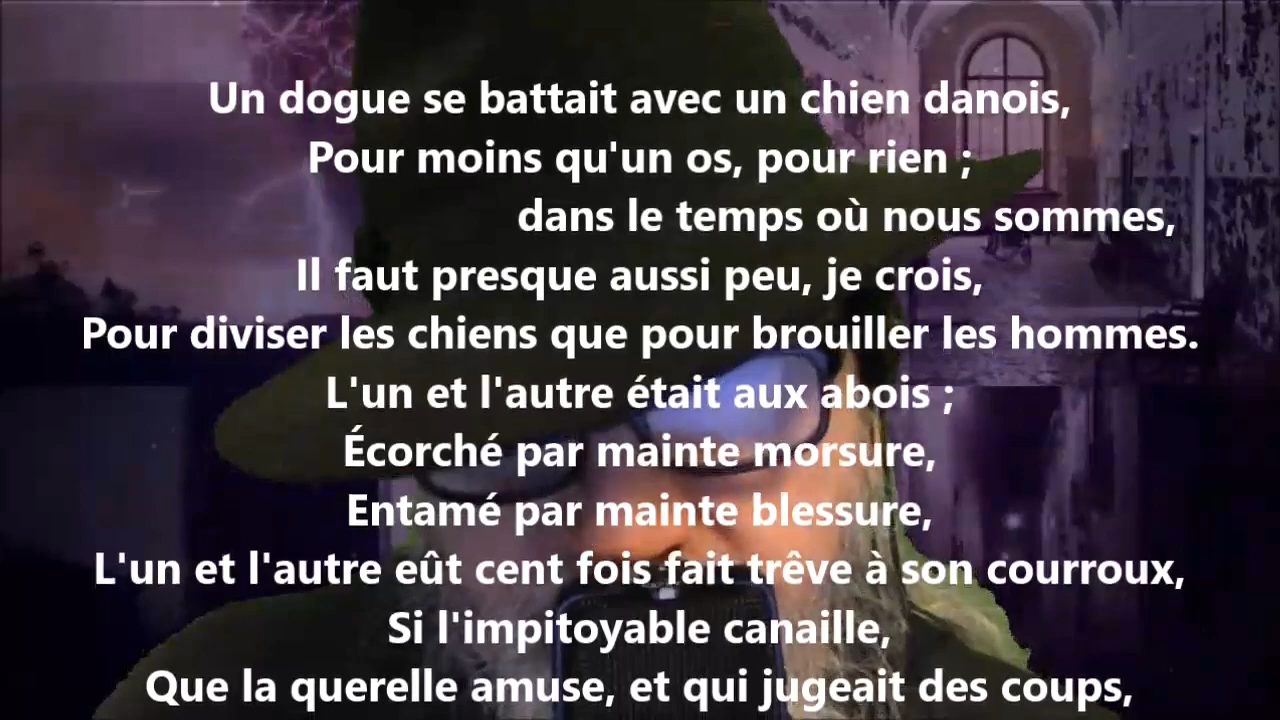 Un dogue se battait avec un chien danois,
Pour moins qu'un os, pour rien ;
dans le temps où nous sommes,
Il faut presque aussi peu, je crois,
Pour diviser les chiens que pour brouiller les hommes.
L'un et l'autre était aux abois ;
Écorché par mainte morsure,
Entamé par mainte blessure,
L'un et l'autre eût cent fois fait trêve à son courroux,
Si l'impitoyable canaille,
Que la querelle amuse, et qui jugeait des coups,